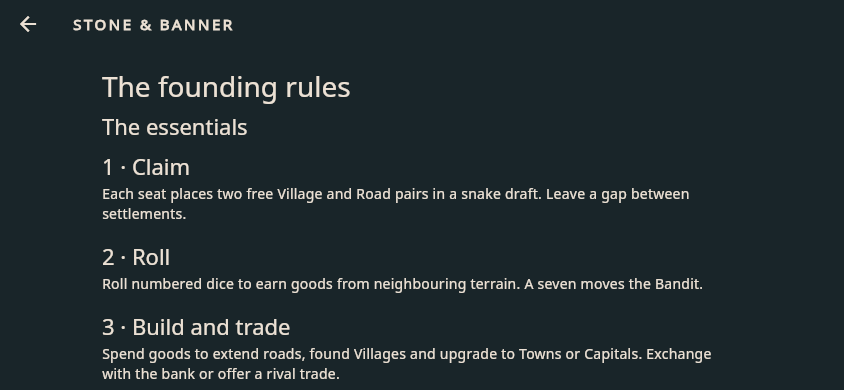 STONE & BANNER
The founding rules
The essentials
1 · Claim
Each seat places two free Village and Road pairs in a snake draft. Leave a gap between
settlements.
2 · Roll
Roll numbered dice to earn goods from neighbouring terrain. A seven moves the Bandit.
3 · Build and trade
Spend goods to extend roads, found Villages and upgrade to Towns or Capitals. Exchange
with the bank or offer a rival trade.